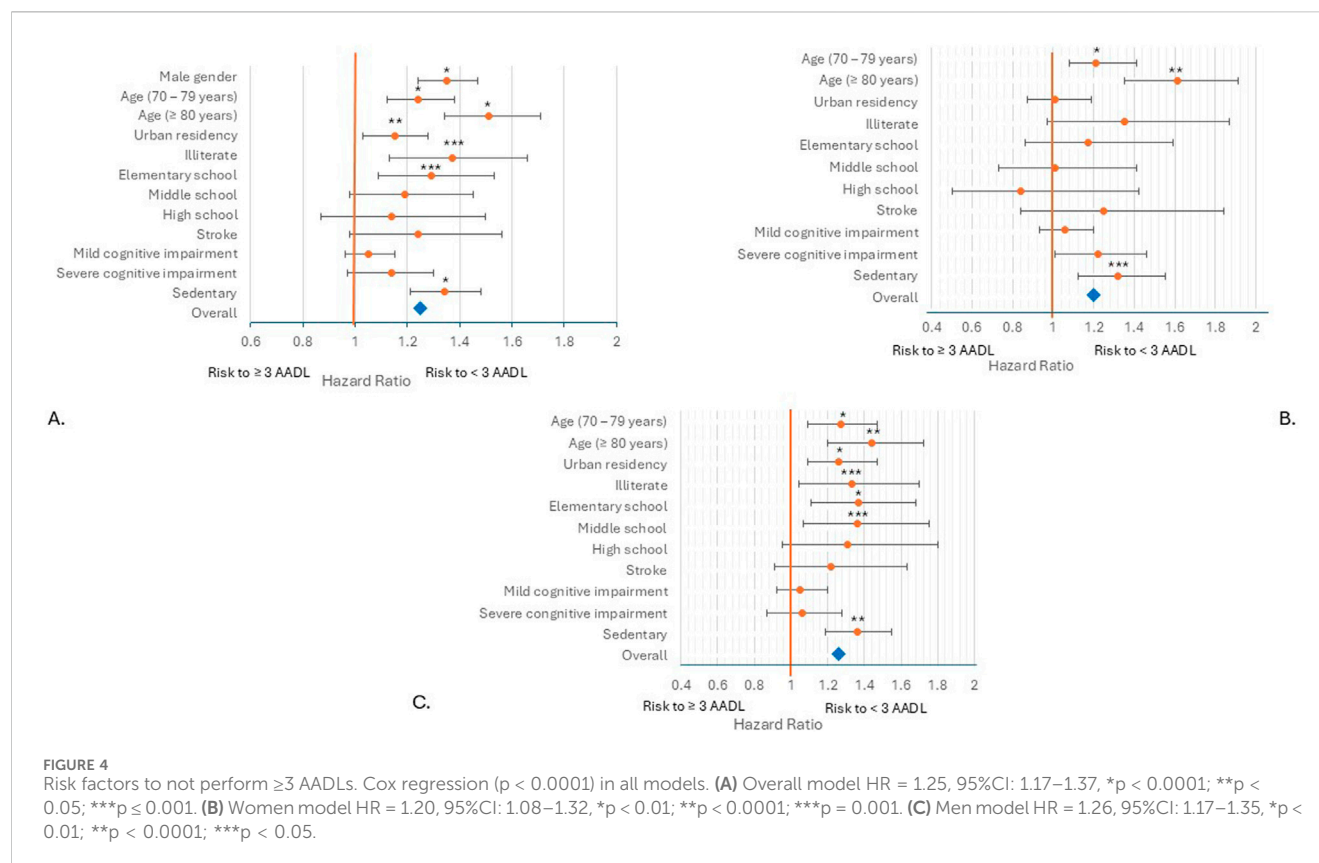 *
Male gender
*
Age (70 – 79 years)
*
Age (≥ 80 years)
**
Urban residency
***
Illiterate
***
Elementary school
Middle school
High school
Stroke
Mild cognitive impairment
Severe cognitive impairment
*
Sedentary
Overall
0.6 0.8 1 1.2 1.4 1.6 1.8 2
Risk to ≥ 3 AADL Risk to < 3 AADL
Hazard Ratio
A.
*
Age (70 – 79 years)
**
Age (≥ 80 years)
Urban residency
Illiterate
Elementary school
Middle school
High school
Stroke
Mild cognitive impairment
Severe cognitive impairment
***
Sedentary
Overall
0.4 0.6 0.8 1 1.2 1.4 1.6 1.8 2
Risk to ≥ 3 AADL Risk to < 3 AADL
Hazard Ratio
B.
*
Age (70 – 79 years)
**
Age (≥ 80 years)
*
Urban residency
***
Illiterate
*
Elementary school
***
Middle school
High school
Stroke
Mild cognitive impairment
Severe congnitive impairment
**
Sedentary
Overall
0.4 0.6 0.8 1 1.2 1.4 1.6 1.8 2
Risk to ≥ 3 AADL Risk to < 3 AADL
Hazard Ratio
C.
FIGURE 4
Risk factors to not perform ≥3 AADLs. Cox regression (p < 0.0001) in all models. (A) Overall model HR = 1.25, 95%CI: 1.17–1.37, *p < 0.0001; **p <
0.05; ***p ≤ 0.001. (B) Women model HR = 1.20, 95%CI: 1.08–1.32, *p < 0.01; **p < 0.0001; ***p = 0.001. (C) Men model HR = 1.26, 95%CI: 1.17–1.35, *p <
0.01; **p < 0.0001; ***p < 0.05.